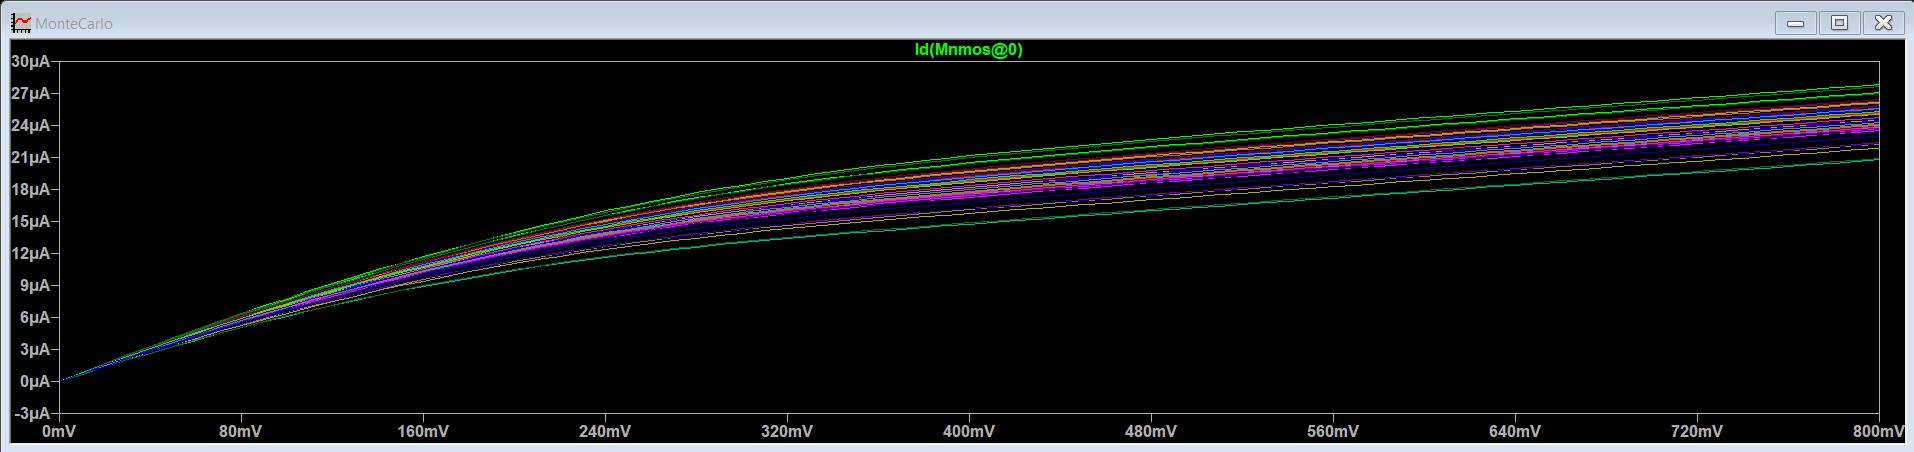 MonteCarlo
Id(Mnmos@0)
30µA
27µA
24µA
21µA
18µA
15µA
12µA
9µA
6µA
3µA
0µA
-3µA
0mV 80mV 160mV 240mV 320mV 400mV 480mV 560mV 640mV 720mV 800mV